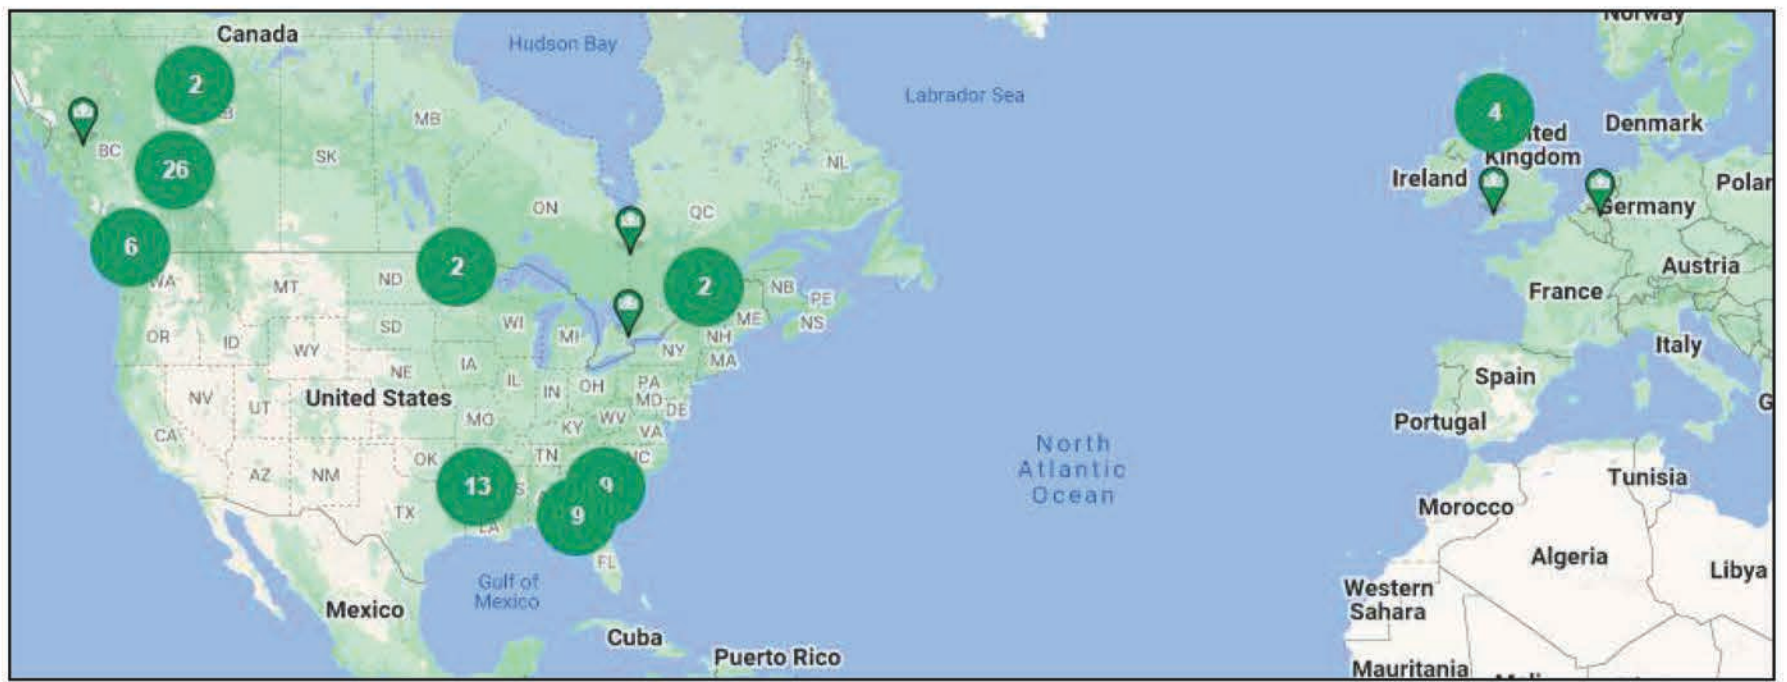 Norway
Canada
Hudson Bay
2
Labrador Sea
4
MB
Denmark
United
Kingdom
BC
26
SK
NL
Ireland
Polar
ON
QC
Germany
6
2
WA
ND
MT
2
NB
PE
Austria
France
ME
NS
WI
SD
OR
ID
WY
MI
NH
NY
MA
Italy
IA
NE
IL
IN
OH
PA
Spain
NV
UT
United States
MD
DE
G
MO
WV
KY
VA
Portugal
CA
North
Atlantic
Ocean
OK
TN
NC
AZ
NM
13
S
9
Tunisia
TX
9
Morocco
LA
Algeria
FL
Libya
Gulf of
Mexico
Western
Sahara
Mexico
Cuba
Puerto Rico
Mauritania